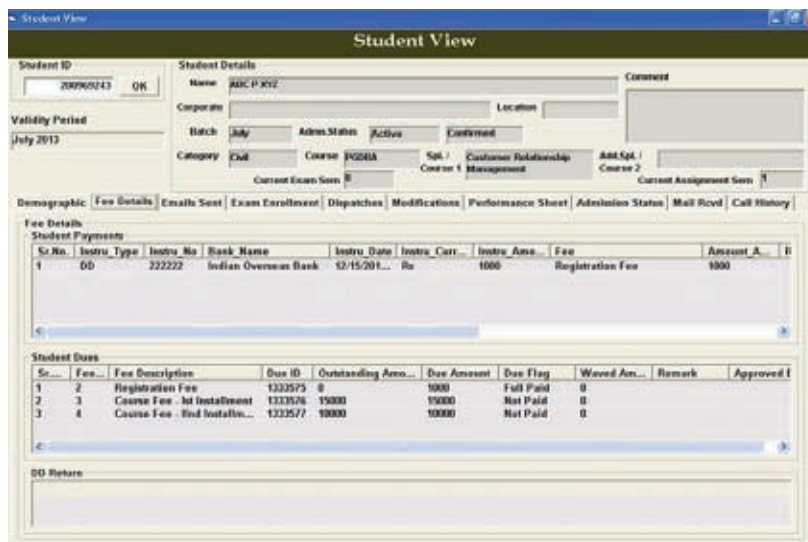 Student View
Student View
Student ID
200969243 OK
Validity Period
July 2013
Student Details
Name ABC P XYZ
Corporate Location
Batch July Admn.Status Active Confirmed
Category Civil Course PGDBA Spl. / Course 1 Customer Relationship Management Add.Spl. / Course 2
Current Exam Sem 0 Current Assignment Sem 1
Comment
Demographic Fee Details Emails Sent Exam Enrollment Dispatches Modifications Performance Sheet Admission Status Mail Rcvd Call History
Fee Details
Student Payments
Sr.No. Instru_Type Instru_No Bank_Name Instru_Date Instru_Curr... Instru_Amo... Fee Amount_A...
1 DD 222222 Indian Overseas Bank 12/15/201... Rs 1000 Registration Fee 1000
Student Dues
Sr.... Fee... Fee Description Due ID Outstanding Amo... Due Amount Due Flag Waved Am... Remark Approved
1 2 Registration Fee 1333575 0 1000 Full Paid 0
2 3 Course Fee - Ist Installment 1333576 15000 15000 Not Paid 0
3 4 Course Fee - IInd Installm... 1333577 10000 10000 Not Paid 0
DD Return